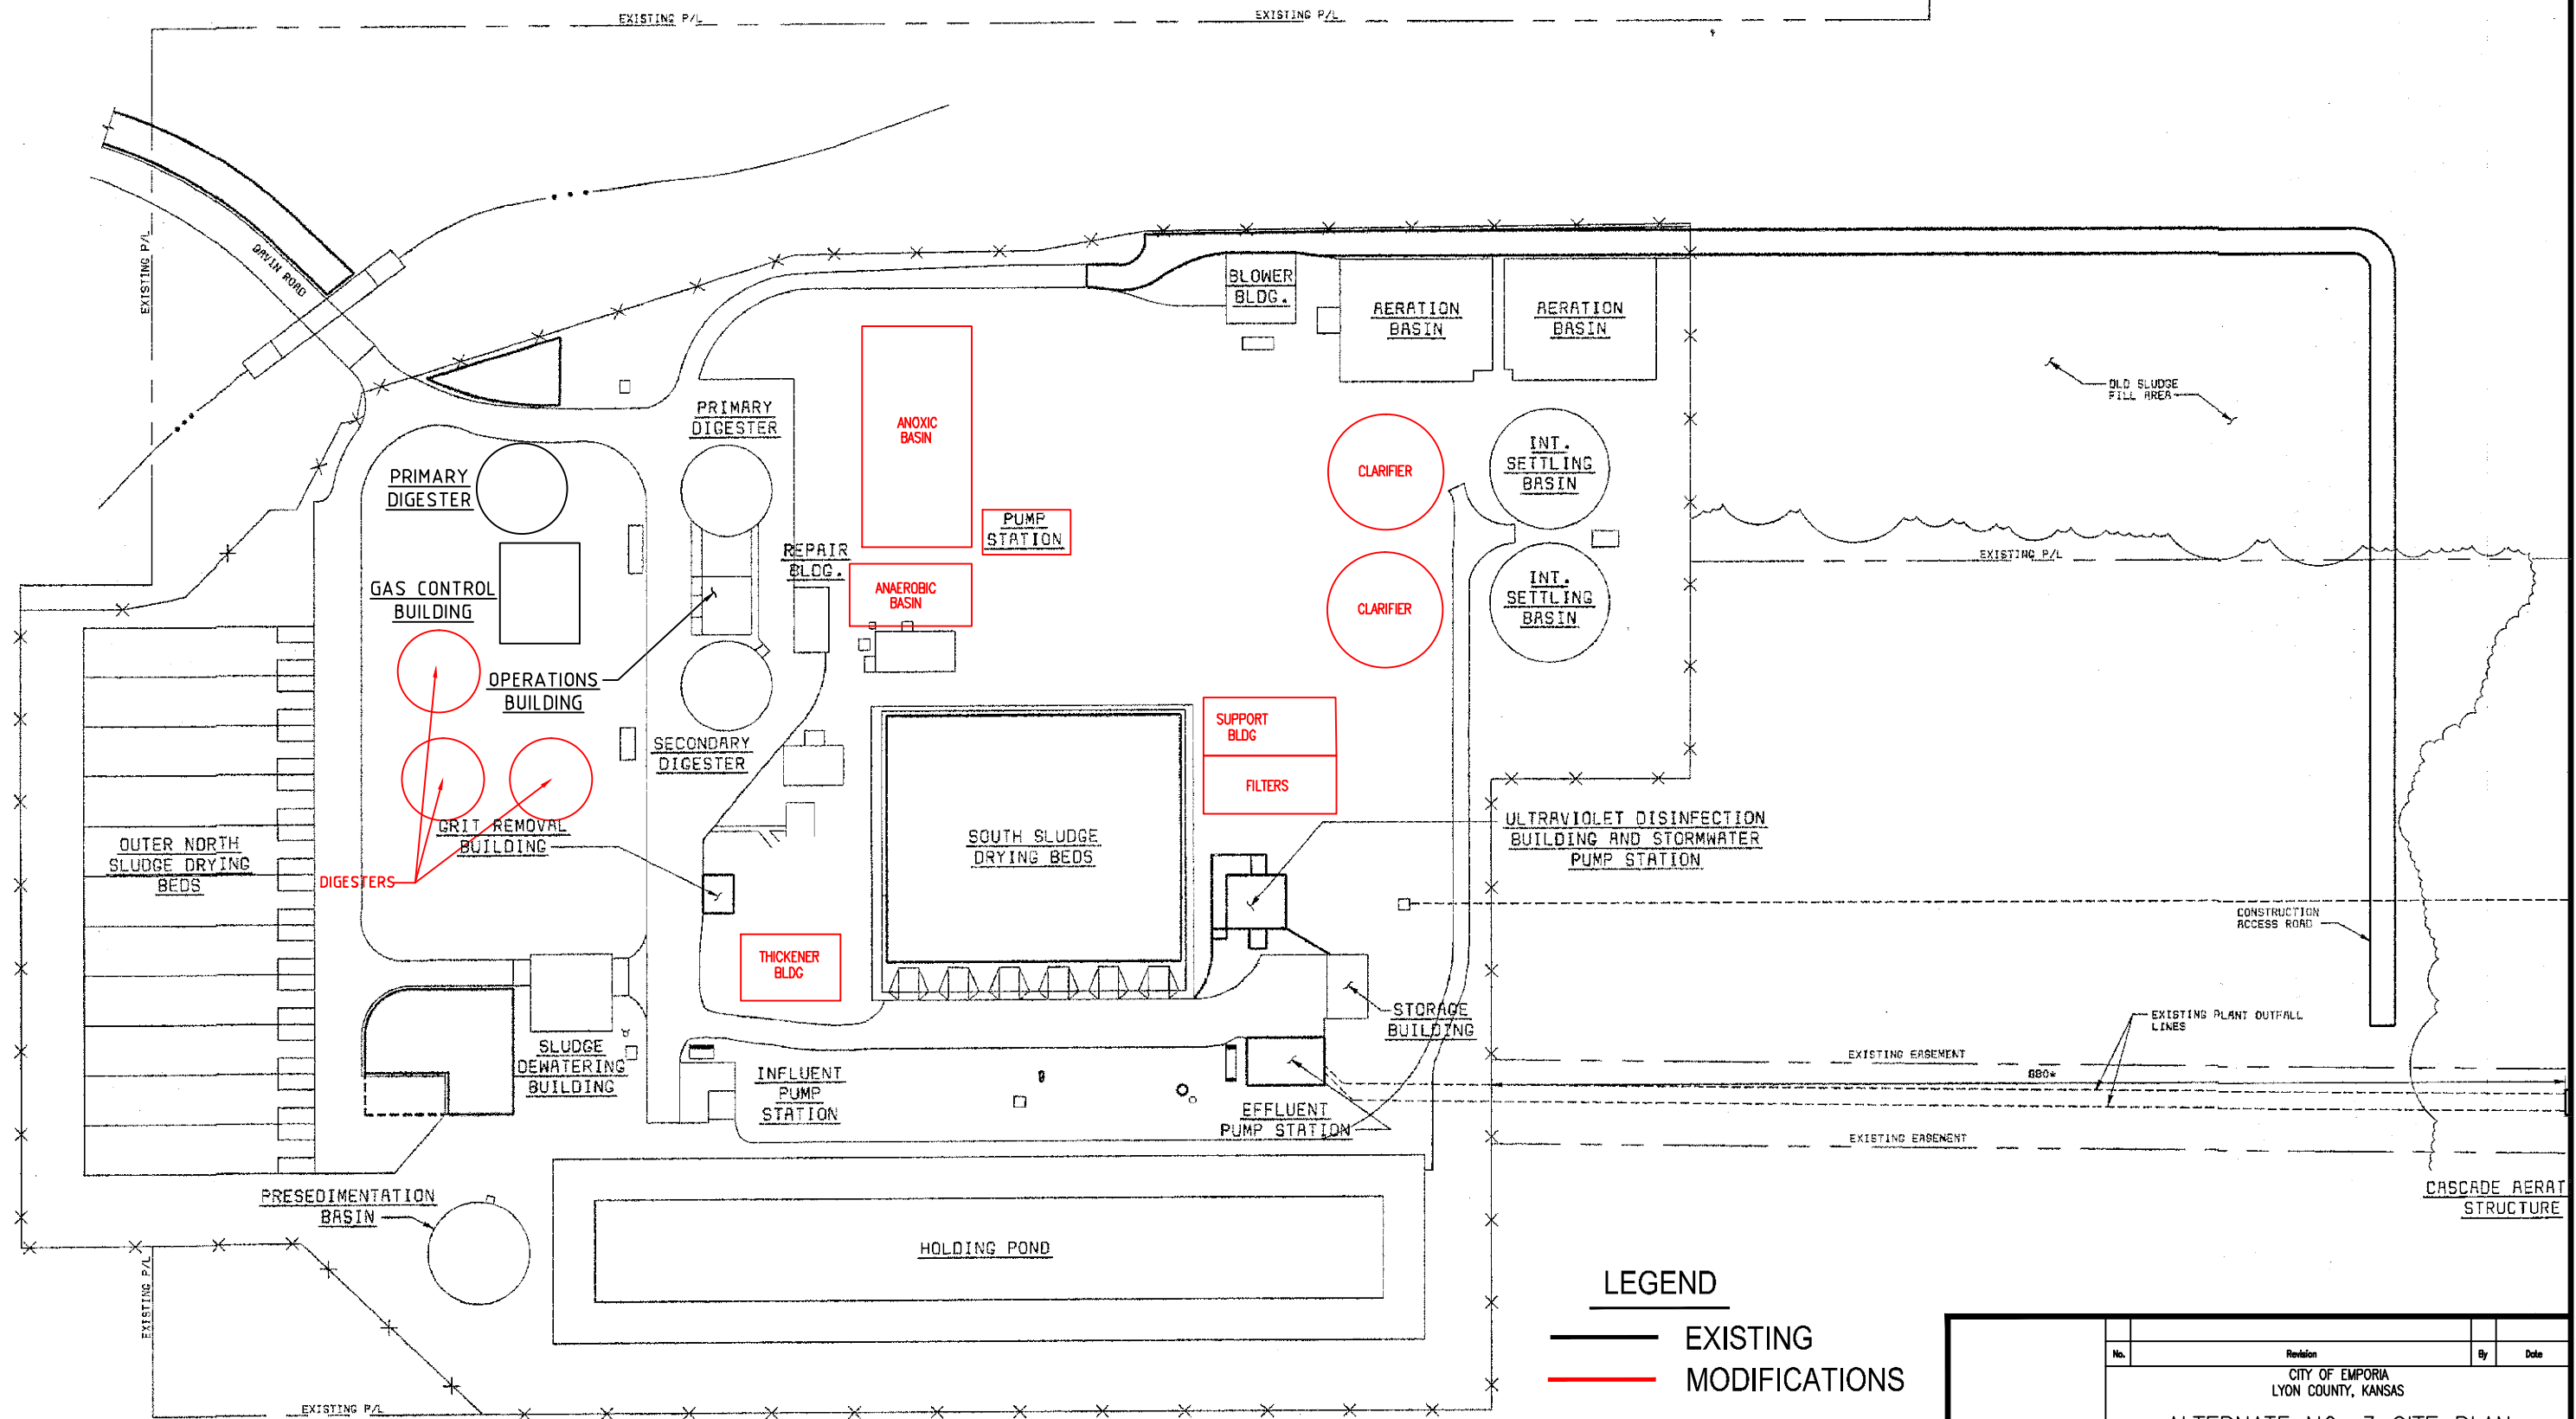 EXISTING P/L
EXISTING P/L
EXISTING P/L
DAVIN ROAD
BLOWER
BLDG.
AERATION
BASIN
AERATION
BASIN
OLD SLUDGE
FILL AREA
PRIMARY
DIGESTER
ANOXIC
BASIN
CLARIFIER
INT.
SETTLING
BASIN
PRIMARY
DIGESTER
PUMP
STATION
REPAIR
BLDG.
EXISTING P/L
GAS CONTROL
BUILDING
ANAEROBIC
BASIN
CLARIFIER
INT.
SETTLING
BASIN
OPERATIONS
BUILDING
SECONDARY
DIGESTER
SUPPORT
BLDG
FILTERS
GRIT REMOVAL
BUILDING
OUTER NORTH
SLUDGE DRYING
BEDS
DIGESTERS
SOUTH SLUDGE
DRYING BEDS
ULTRAVIOLET DISINFECTION
BUILDING AND STORMWATER
PUMP STATION
CONSTRUCTION
ACCESS ROAD
THICKENER
BLDG
STORAGE
BUILDING
EXISTING PLANT OUTFALL
LINES
SLUDGE
DEWATERING
BUILDING
INFLUENT
PUMP
STATION
EFFLUENT
PUMP STATION
EXISTING EASEMENT
EXISTING EASEMENT
PRESEDIMENTATION
BASIN
CASCADE AERAT
STRUCTURE
HOLDING POND
EXISTING P/L
EXISTING P/L
LEGEND
EXISTING
MODIFICATIONS
No. Revision By Date
CITY OF EMPORIA
LYON COUNTY, KANSAS